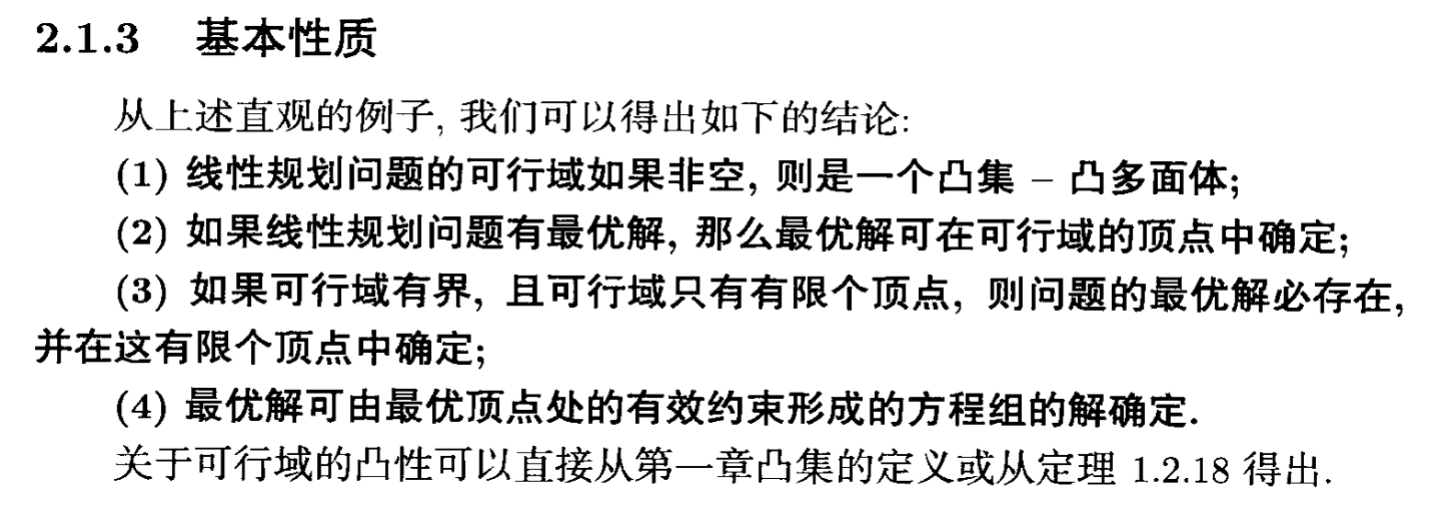 2.1.3 基本性质
从上述直观的例子, 我们可以得出如下的结论:
(1) 线性规划问题的可行域如果非空, 则是一个凸集 – 凸多面体;
(2) 如果线性规划问题有最优解, 那么最优解可在可行域的顶点中确定;
(3) 如果可行域有界, 且可行域只有有限个顶点, 则问题的最优解必存在,
并在这有限个顶点中确定;
(4) 最优解可由最优顶点处的有效约束形成的方程组的解确定.
关于可行域的凸性可以直接从第一章凸集的定义或从定理 1.2.18 得出.